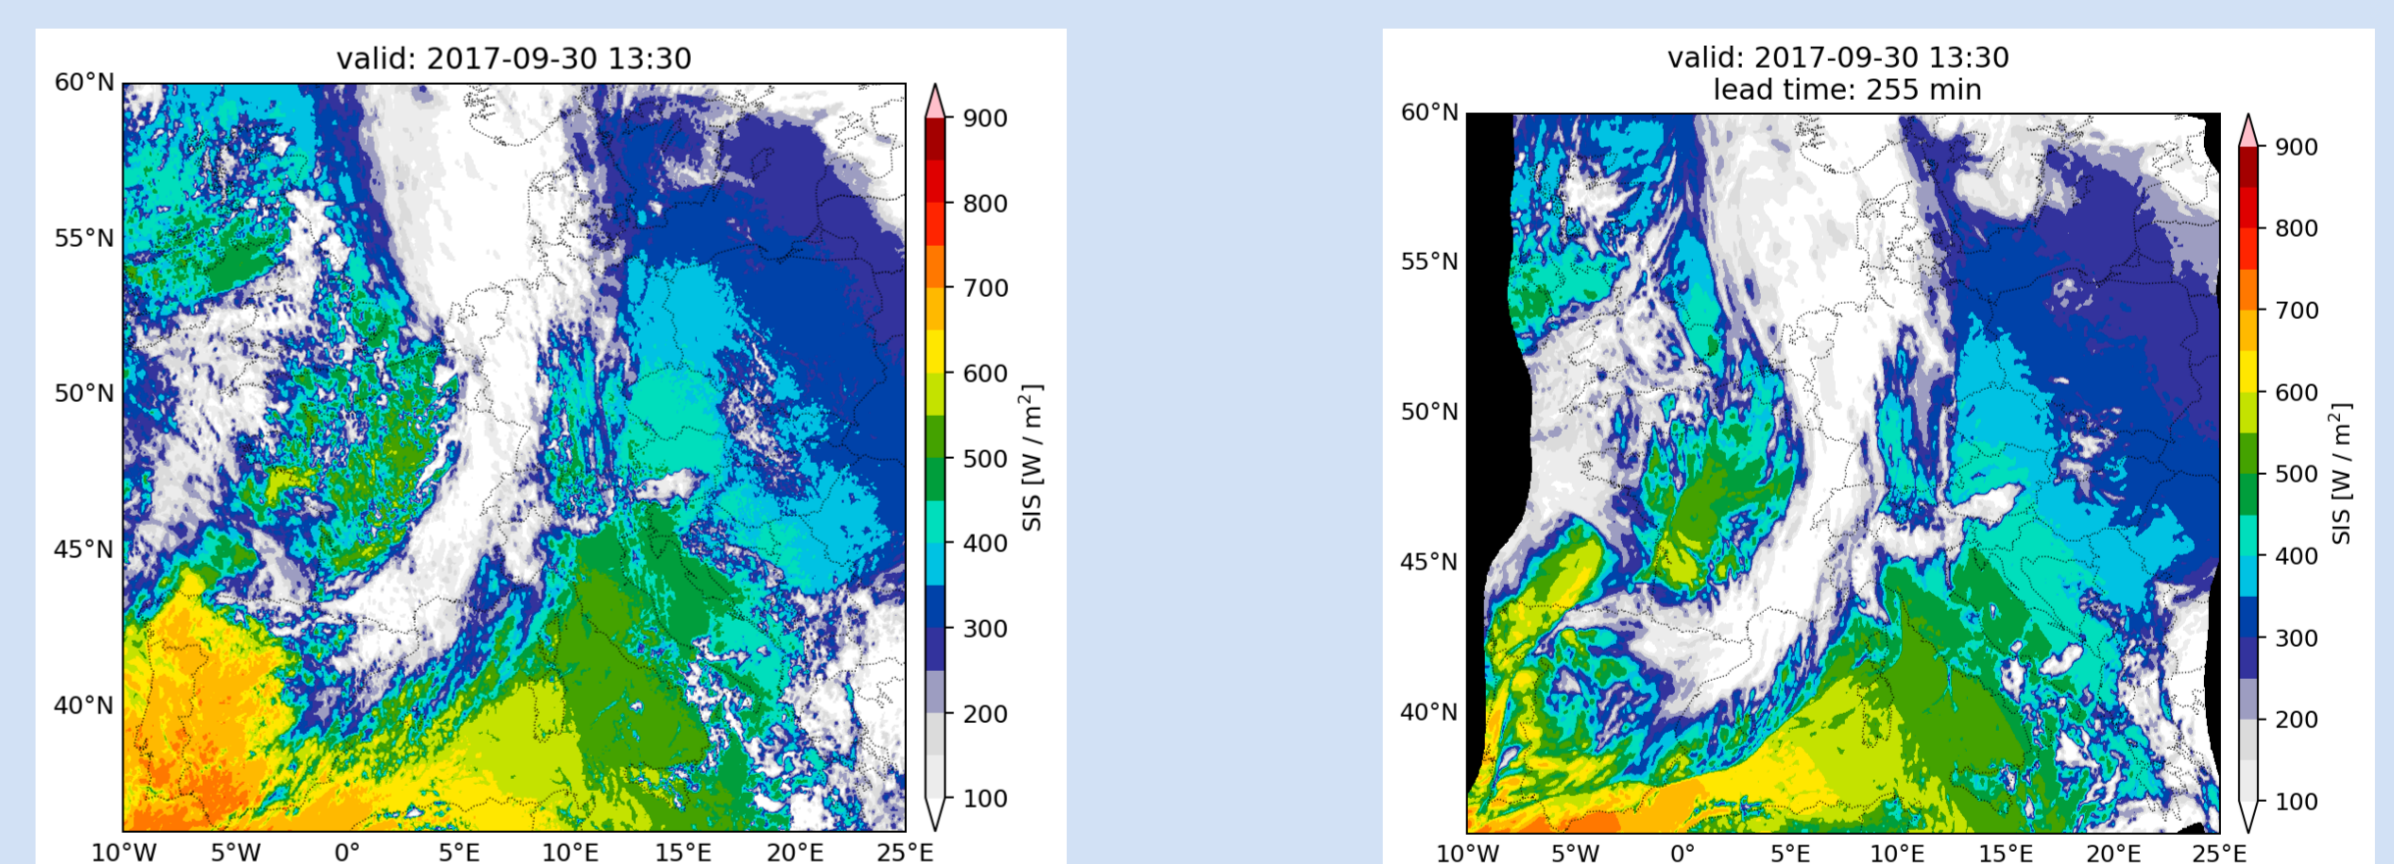 valid: 2017-09-30 13:30
60°N
55°N
50°N
45°N
40°N
10°W 5°W 0° 5°E 10°E 15°E 20°E 25°E
900
800
700
600
500
400
300
200
100
SIS [W / m²]
valid: 2017-09-30 13:30
lead time: 255 min
60°N
55°N
50°N
45°N
40°N
10°W 5°W 0° 5°E 10°E 15°E 20°E 25°E
900
800
700
600
500
400
300
200
100
SIS [W / m²]